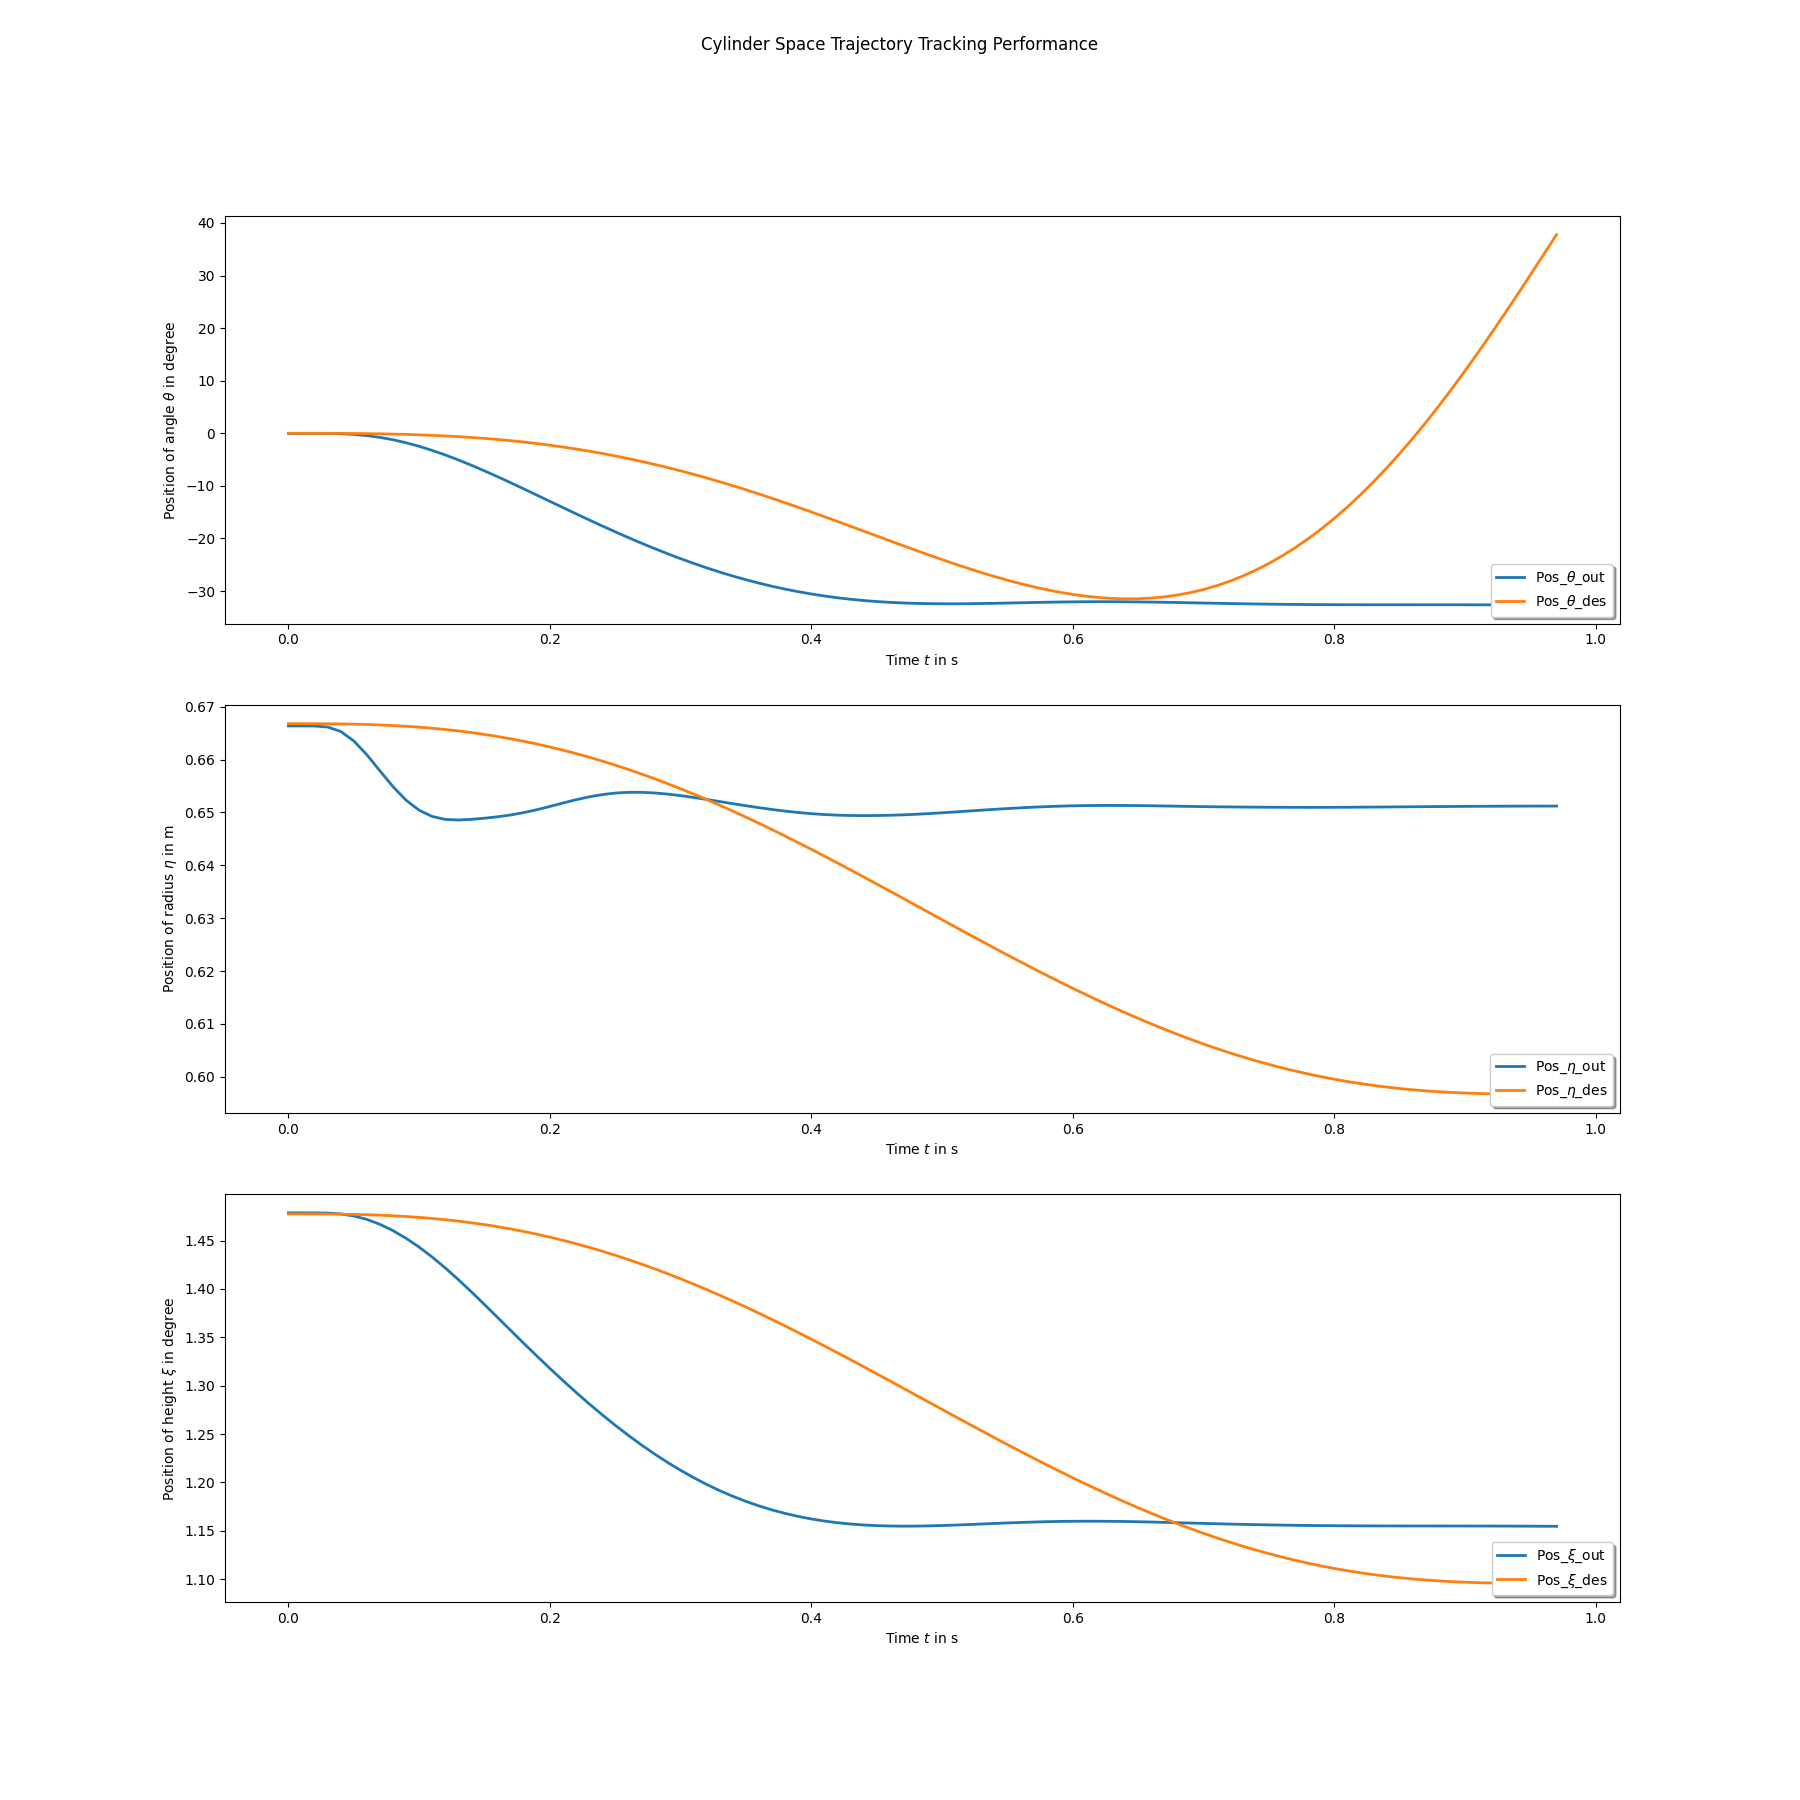 Cylinder Space Trajectory Tracking Performance
40
30
20
10
0
−10
−20
−30
Position of angle θ in degree
0.0 0.2 0.4 0.6 0.8 1.0
Time t in s
Pos_θ_out
Pos_θ_des
0.67
0.66
0.65
0.64
0.63
0.62
0.61
0.60
Position of radius η in m
0.0 0.2 0.4 0.6 0.8 1.0
Time t in s
Pos_η_out
Pos_η_des
1.45
1.40
1.35
1.30
1.25
1.20
1.15
1.10
Position of height ξ in degree
0.0 0.2 0.4 0.6 0.8 1.0
Time t in s
Pos_ξ_out
Pos_ξ_des